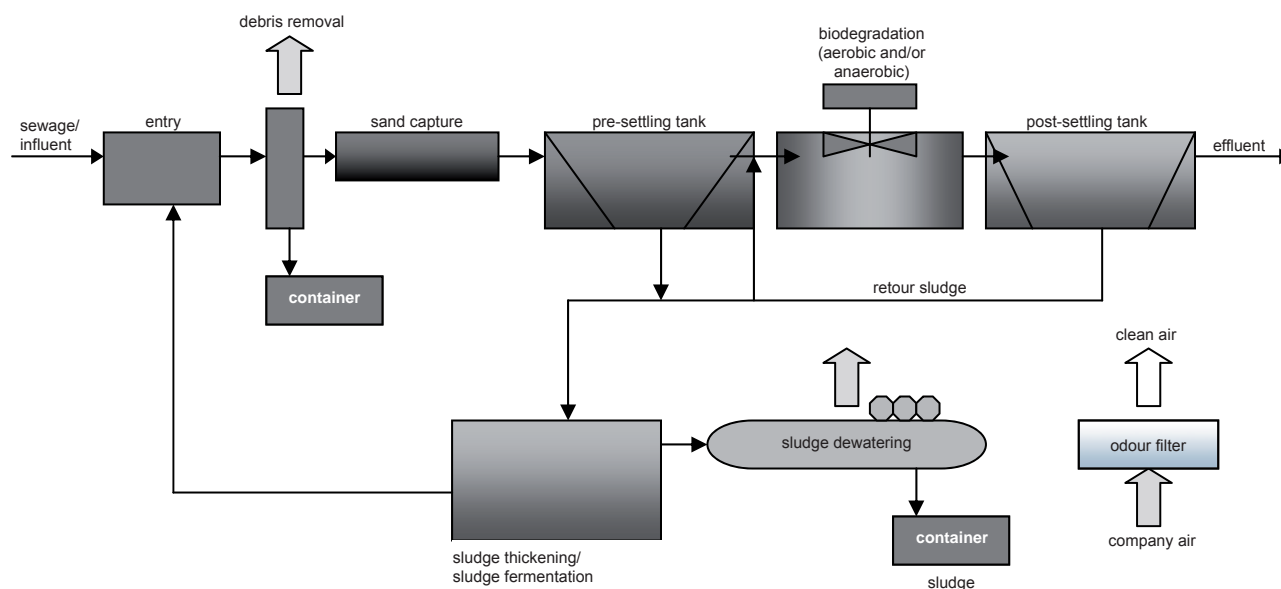 debris removal
biodegradation
(aerobic and/or
anaerobic)
sewage/
influent
entry
sand capture
pre-settling tank
post-settling tank
effluent
container
retour sludge
clean air
sludge dewatering
odour filter
container
company air
sludge thickening/
sludge fermentation
sludge